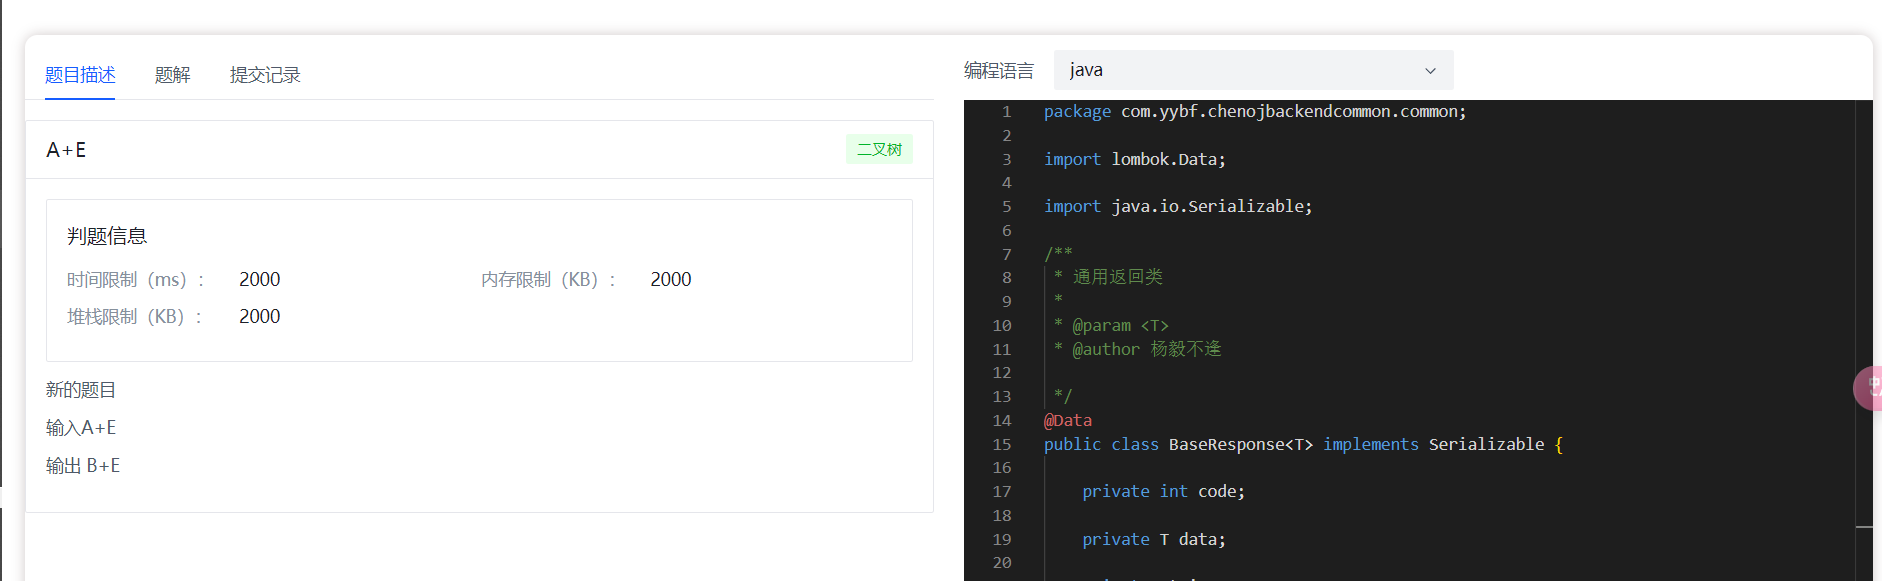 题目描述 题解 提交记录
A+E 二叉树
判题信息
时间限制（ms）： 2000 内存限制（KB）： 2000
堆栈限制（KB）： 2000
新的题目
输入A+E
输出 B+E
编程语言 java
1 package com.yybf.chenojbackendcommon.common;
2
3 import lombok.Data;
4
5 import java.io.Serializable;
6
7 /**
8 * 通用返回类
9 *
10 * @param <T>
11 * @author 杨毅不逢
12
13 */
14 @Data
15 public class BaseResponse<T> implements Serializable {
16
17 private int code;
18
19 private T data;
20